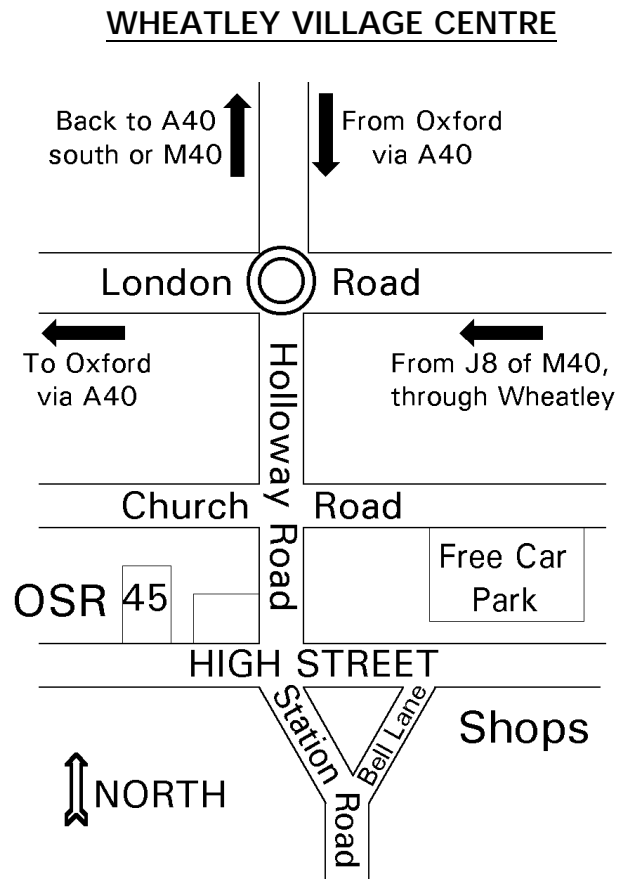 WHEATLEY VILLAGE CENTRE
Back to A40
south or M40
From Oxford
via A40
London Road
To Oxford
via A40
From J8 of M40,
through Wheatley
Holloway Road
Church Road
Free Car
Park
OSR 45
HIGH STREET
Station Road
Bell Lane
Shops
NORTH